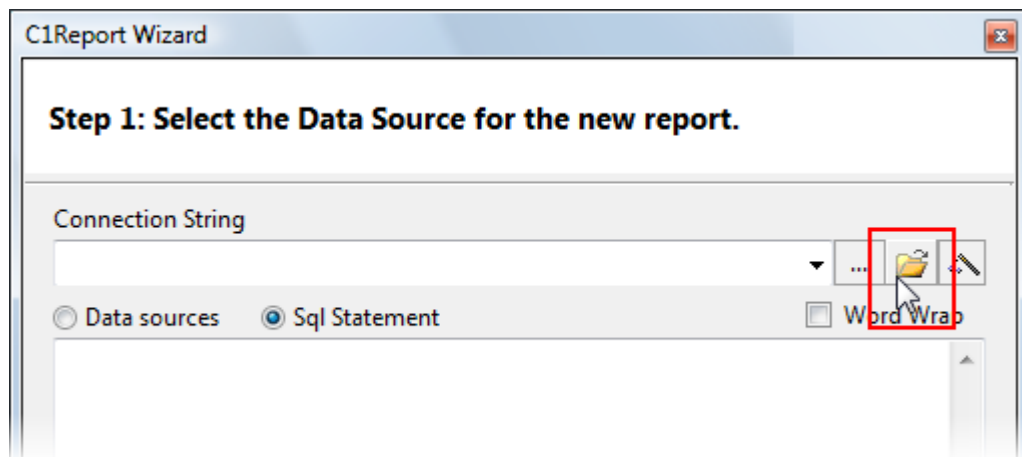 C1Report Wizard
Step 1: Select the Data Source for the new report.
Connection String
...
Data sources Sql Statement Word Wrap